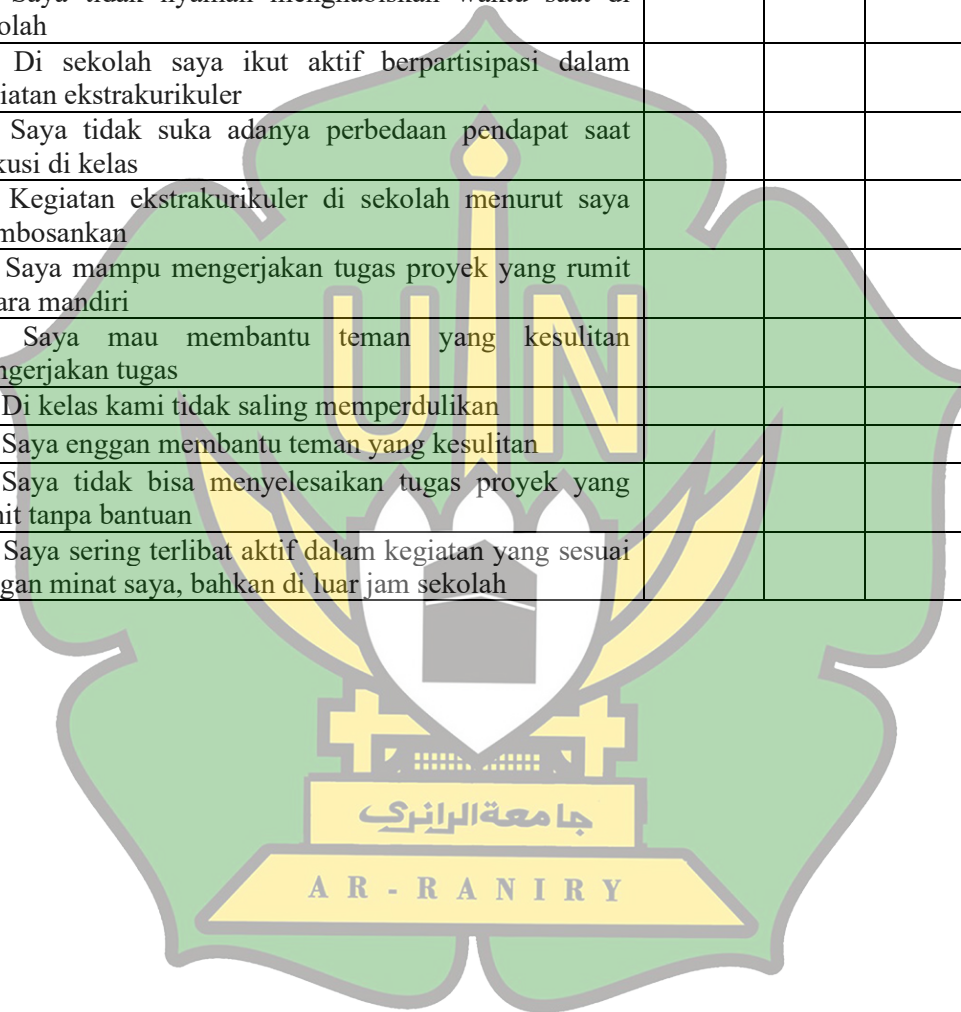 Saya tidak nyaman menghabiskan waktu saat di
olah
Di sekolah saya ikut aktif berpartisipasi dalam
iatan ekstrakurikuler
Saya tidak suka adanya perbedaan pendapat saat
kusi di kelas
Kegiatan ekstrakurikuler di sekolah menurut saya
mbosankan
Saya mampu mengerjakan tugas proyek yang rumit
ara mandiri
Saya mau membantu teman yang kesulitan
ngerjakan tugas
Di kelas kami tidak saling memperdulikan
Saya enggan membantu teman yang kesulitan
Saya tidak bisa menyelesaikan tugas proyek yang
mit tanpa bantuan
Saya sering terlibat aktif dalam kegiatan yang sesuai
gan minat saya, bahkan di luar jam sekolah
UIN
جامعة الرانري
AR-RANIRY